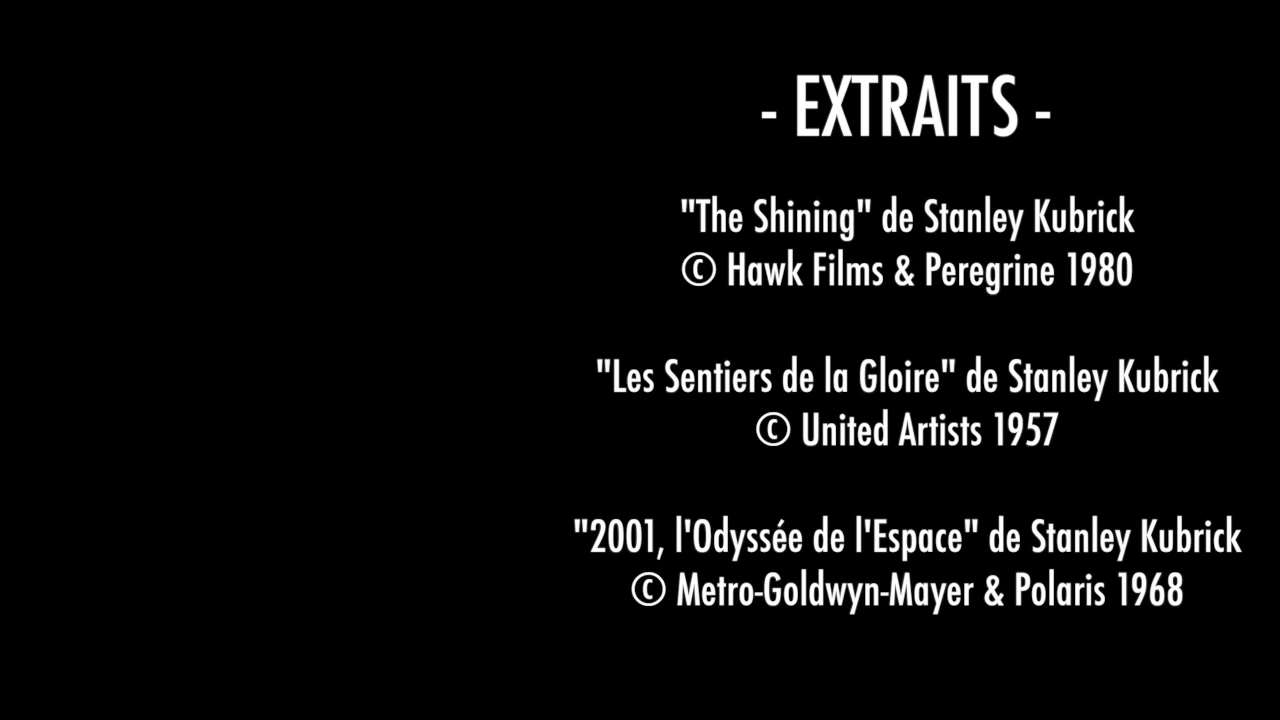 - EXTRAITS -
"The Shining" de Stanley Kubrick
© Hawk Films & Peregrine 1980
"Les Sentiers de la Gloire" de Stanley Kubrick
© United Artists 1957
"2001, l'Odyssée de l'Espace" de Stanley Kubrick
© Metro-Goldwyn-Mayer & Polaris 1968